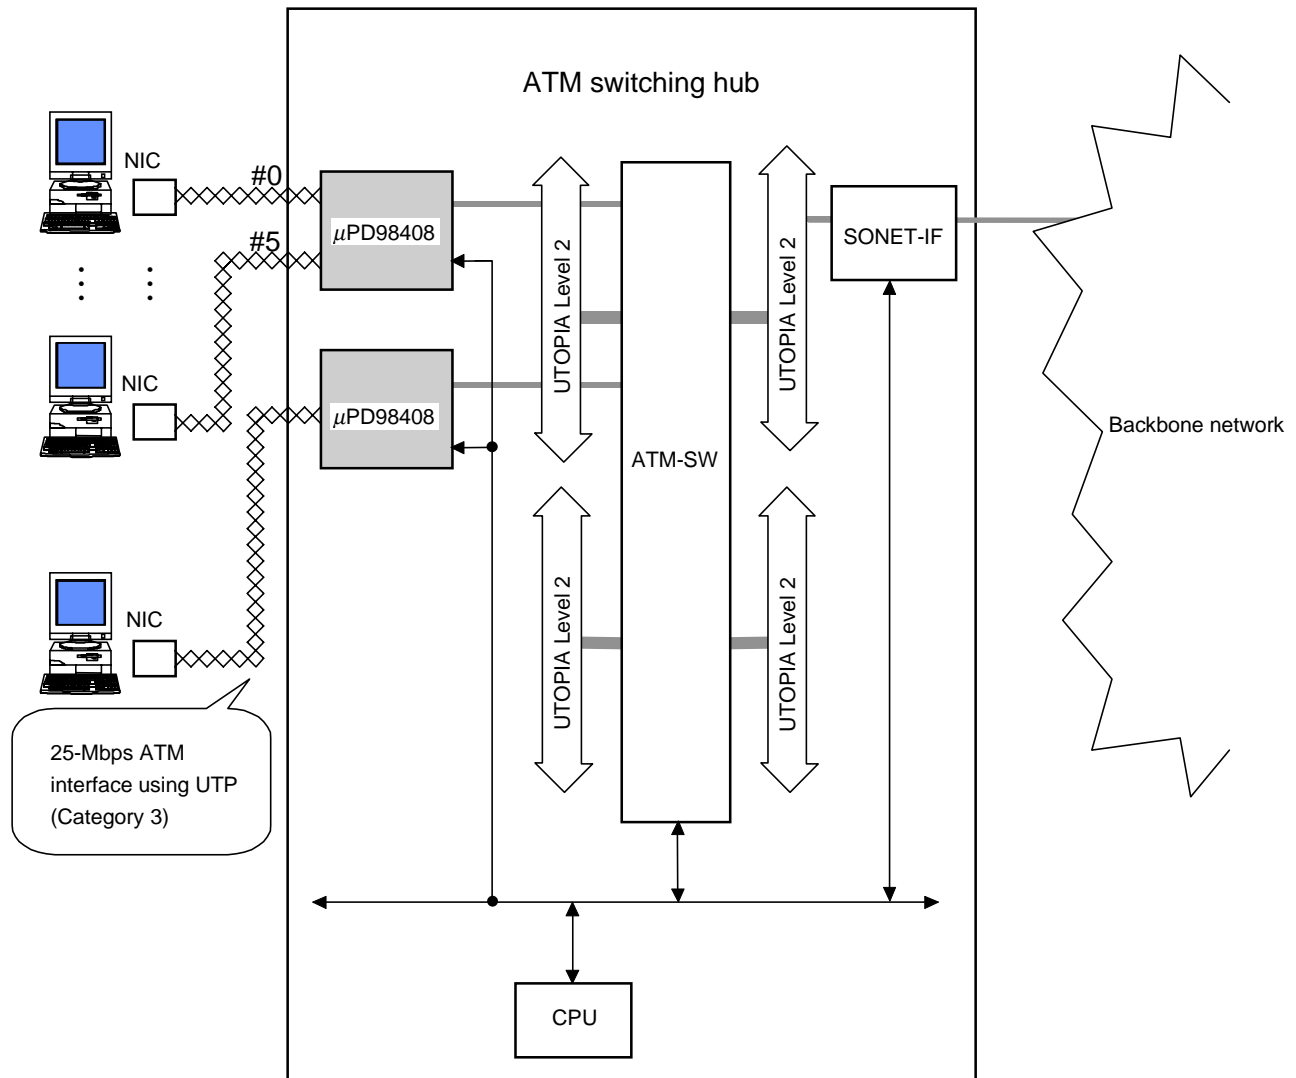 ATM switching hub
NIC
#0
μPD98408
SONET-IF
UTOPIA Level 2
UTOPIA Level 2
#5
NIC
μPD98408
ATM-SW
Backbone network
UTOPIA Level 2
UTOPIA Level 2
NIC
25-Mbps ATM
interface using UTP
(Category 3)
CPU